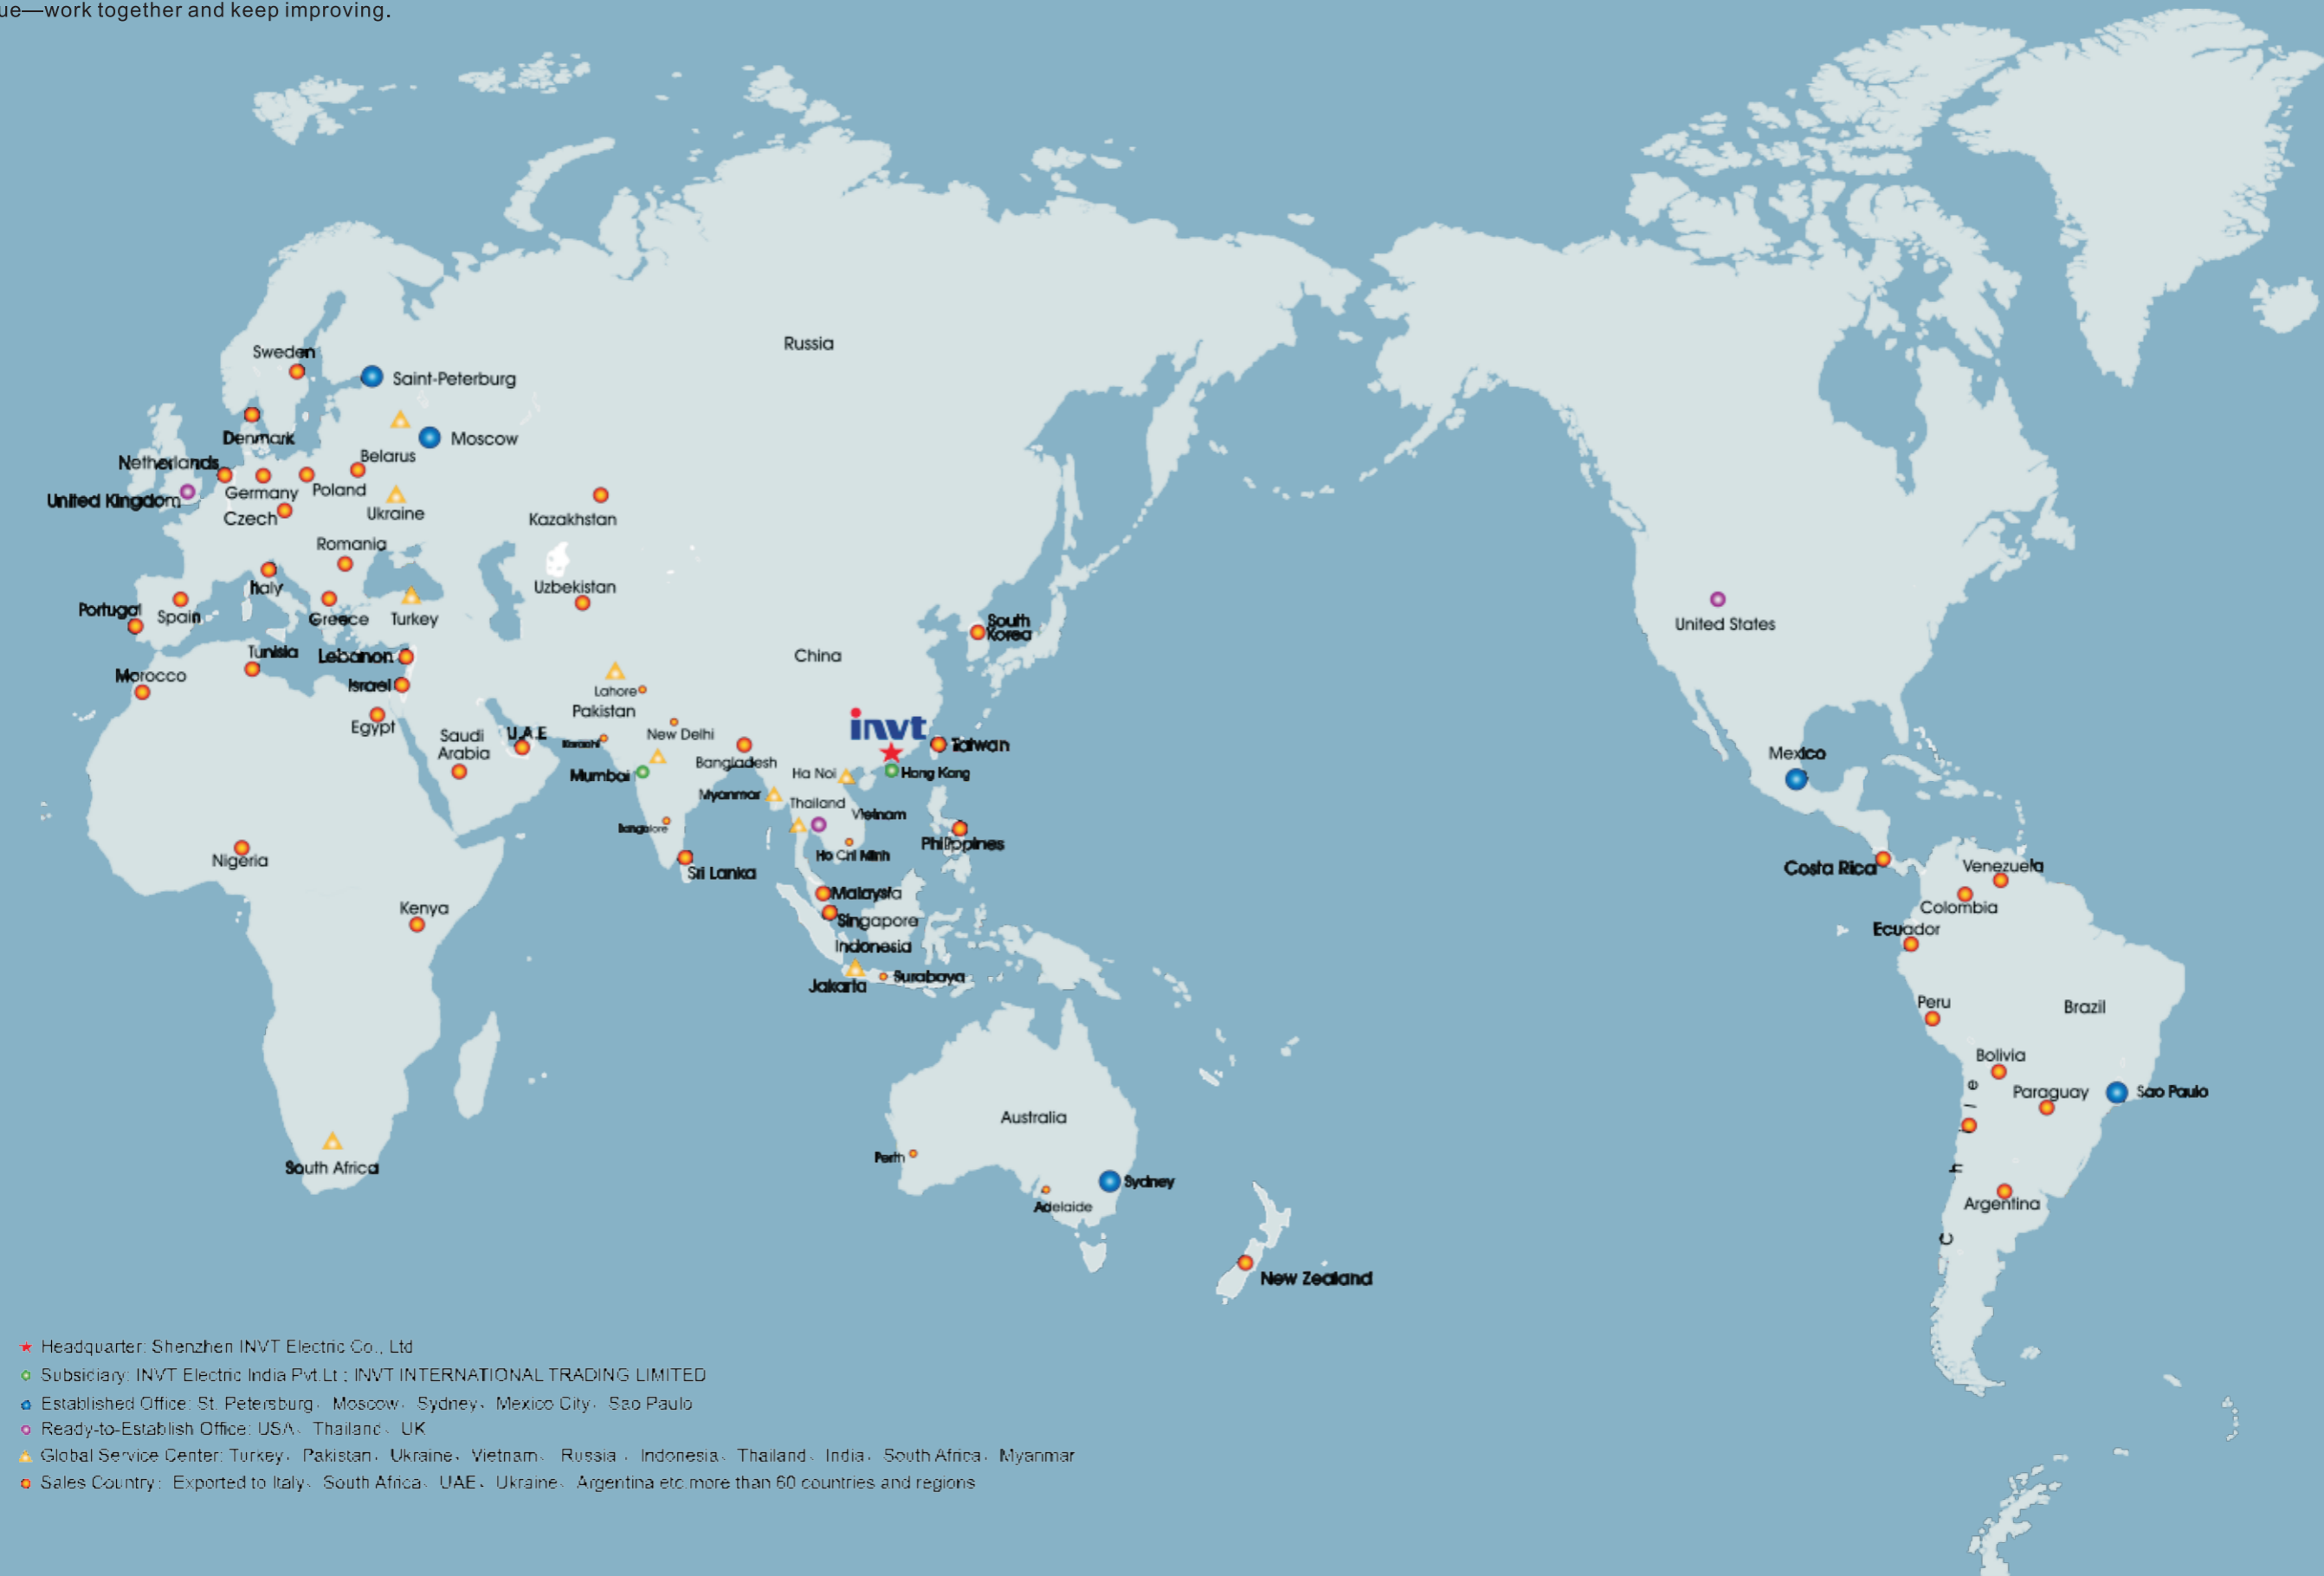 ue—work together and keep improving.
Russia
Sweden
Saint-Peterburg
Denmark
Moscow
Belarus
Netherlands
Germany
Poland
United Kingdom
Czech
Ukraine
Kazakhstan
Romania
Italy
Uzbekistan
Portugal
Spain
Greece
Turkey
South
Korea
United States
Tunisia
Lebanon
China
Morocco
Israel
Lahore
Pakistan
Egypt
Saudi
Arabia
U.A.E
Karachi
New Delhi
invt
Taiwan
Mexico
Bangladesh
Mumbai
Ha Noi
Hong Kang
Myanmar
Thailand
Vietnam
Bangalore
Ho Chi Minh
Philippines
Nigeria
Sri Lanka
Costa Rica
Venezuela
Malaysia
Colombia
Kenya
Singapore
Ecuador
Indonesia
Surabaya
Jakarta
Peru
Brazil
Bolivia
Paraguay
Sao Paulo
Chile
Australia
Perth
South Africa
Sydney
Adelaide
Argentina
New Zealand
Headquarter: Shenzhen INVT Electric Co., Ltd
Subsidiary: INVT Electric India Pvt.Lt ; INVT INTERNATIONAL TRADING LIMITED
Established Office: St. Petersburg、Moscow、Sydney、Mexico City、Sao Paulo
Ready-to-Establish Office: USA、Thailand、UK
Global Service Center: Turkey、Pakistan、Ukraine、Vietnam、Russia 、Indonesia、Thailand、India、South Africa、Myanmar
Sales Country : Exported to Italy、South Africa、UAE、Ukraine、Argentina etc.more than 60 countries and regions